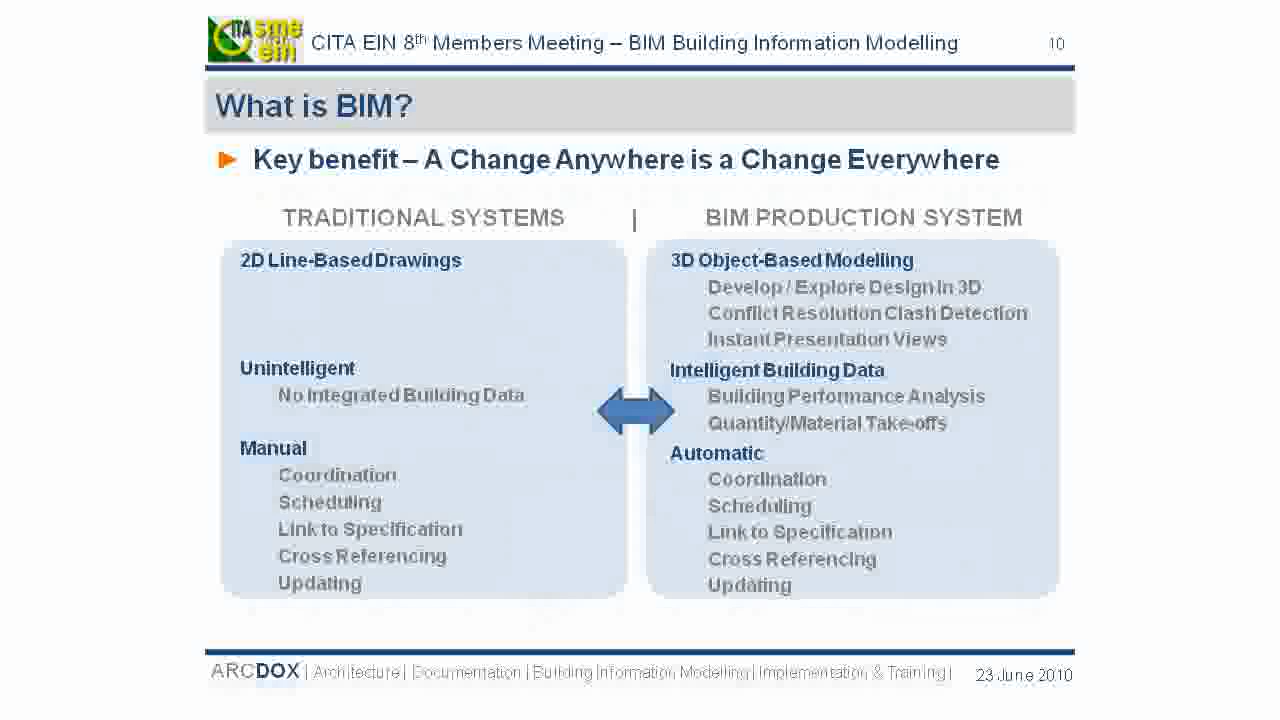 CITA sme ein
CITA EIN 8th Members Meeting – BIM Building Information Modelling
10
What is BIM?
Key benefit – A Change Anywhere is a Change Everywhere
TRADITIONAL SYSTEMS | BIM PRODUCTION SYSTEM
2D Line-Based Drawings
Unintelligent
No Integrated Building Data
Manual
Coordination
Scheduling
Link to Specification
Cross Referencing
Updating
3D Object-Based Modelling
Develop / Explore Design in 3D
Conflict Resolution Clash Detection
Instant Presentation Views
Intelligent Building Data
Building Performance Analysis
Quantity/Material Take-offs
Automatic
Coordination
Scheduling
Link to Specification
Cross Referencing
Updating
ARCDOX | Architecture | Documentation | Building Information Modelling | Implementation & Training |
23 June 2010